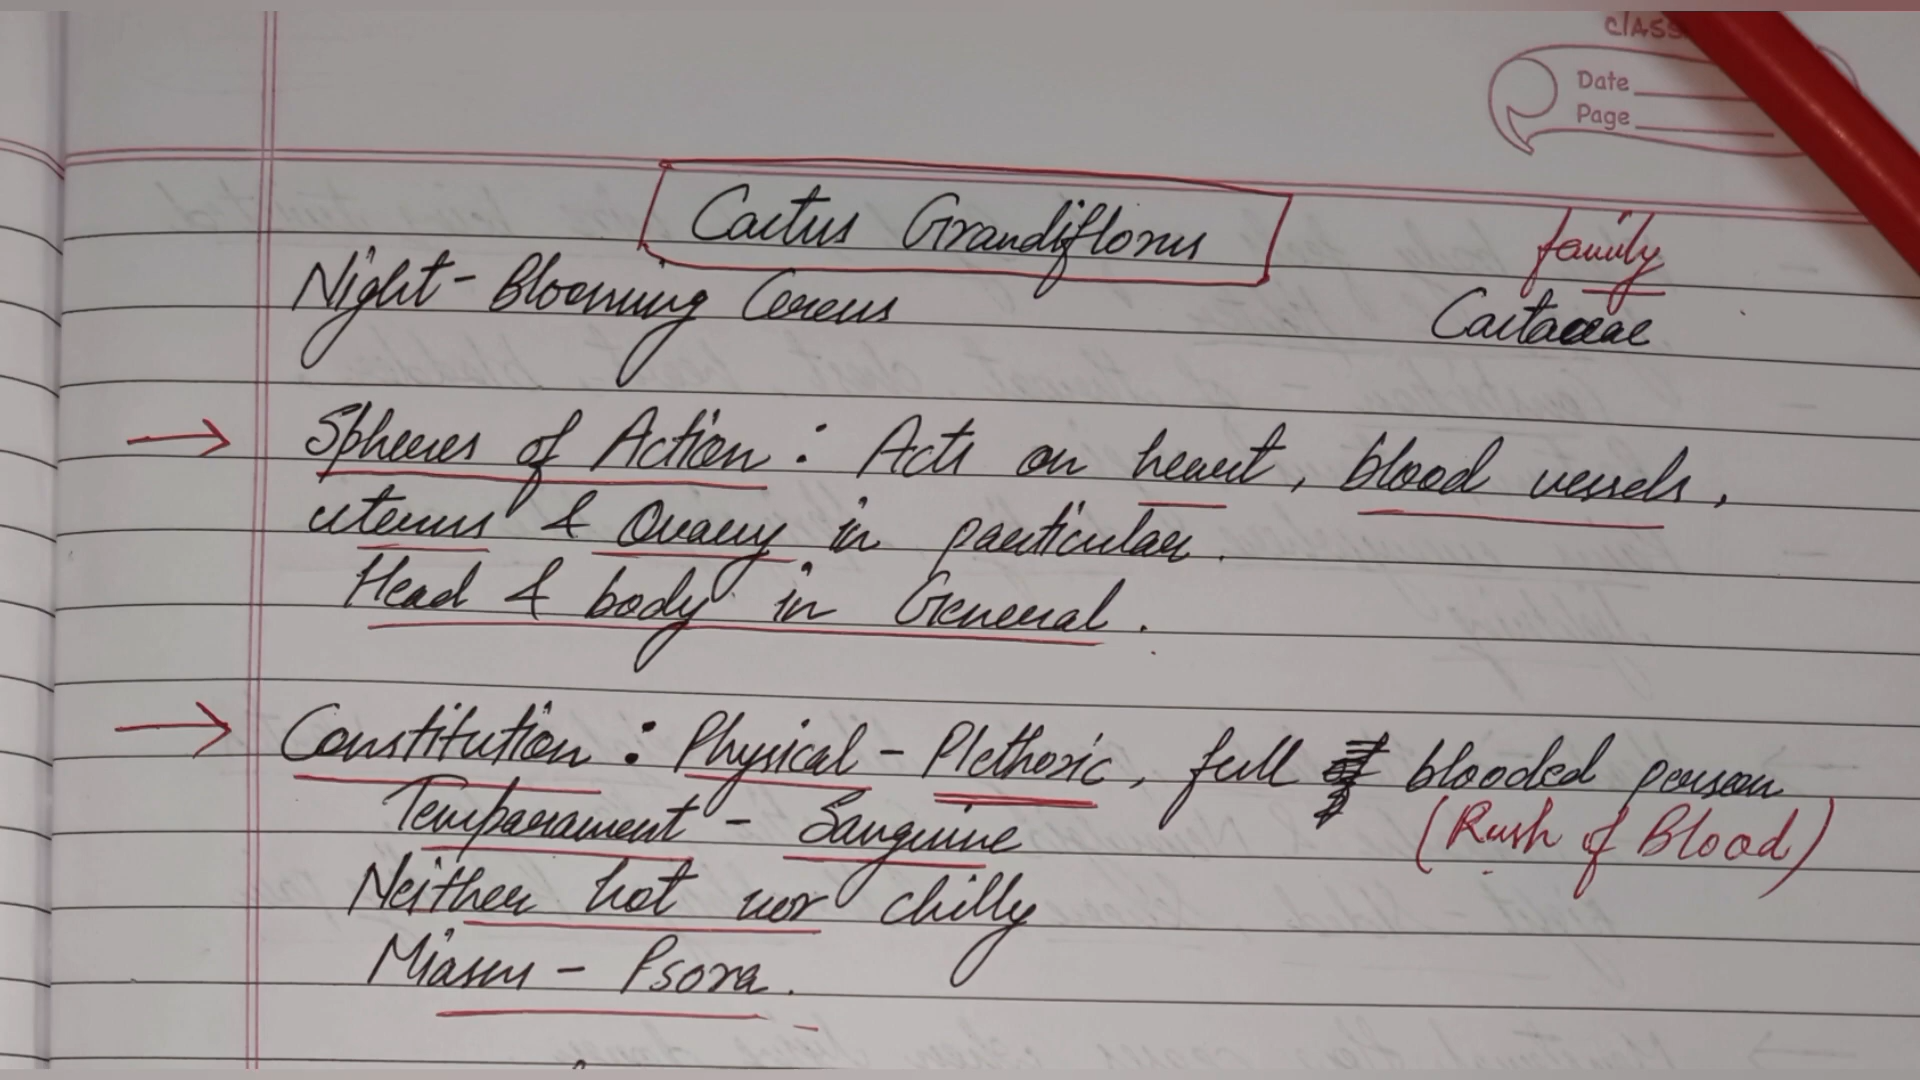 CLASS
Date
Page
Cactus Grandiflorus
family
Night-Blooming Cereus
Cactaceae
→ Spheres of Action : Acts on heart, blood vessels,
uterus & Ovary in particular.
Head & body in General.
→ Constitution : Physical - Plethoric, full blooded person
(Rush of Blood)
Temparament - Sanguine
Neither hot nor chilly
Miasm - Psora.